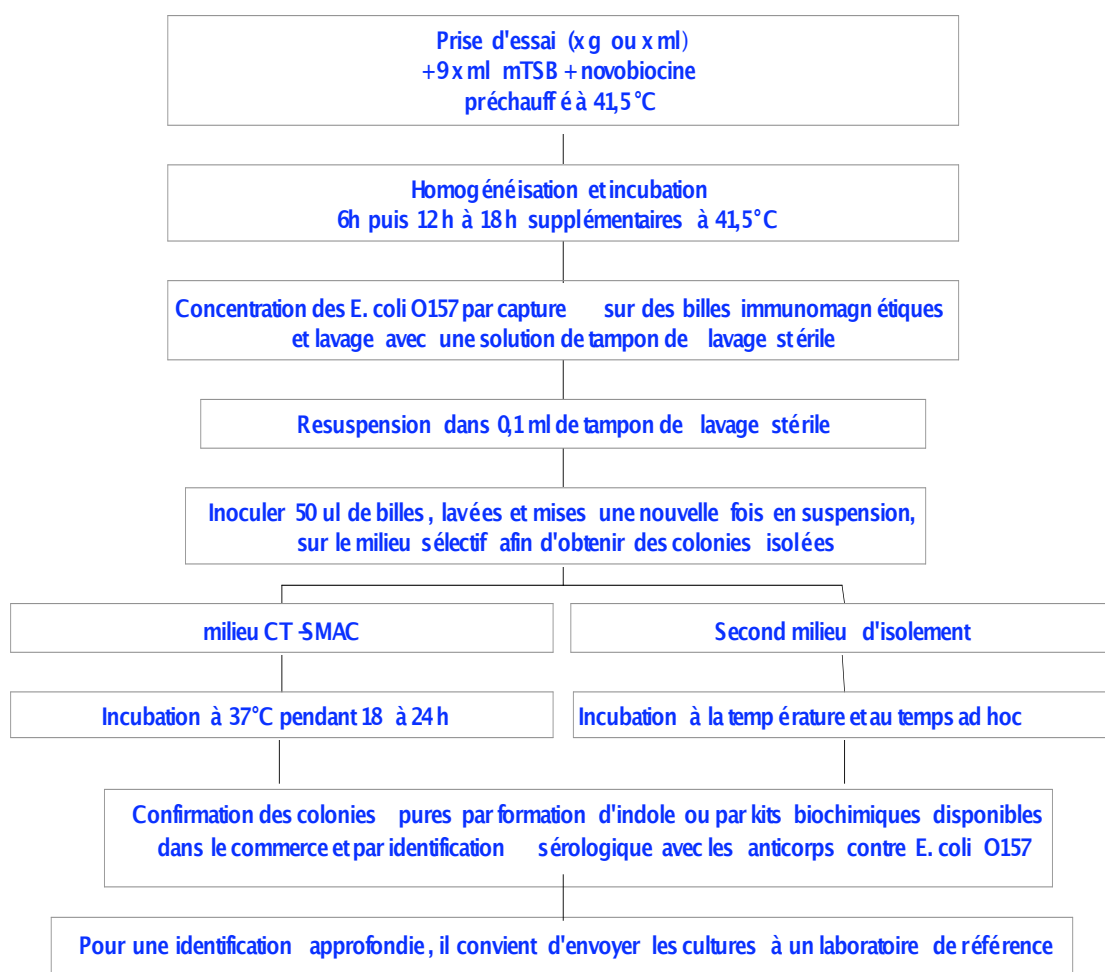 Prise d'essai (x g ou x ml)
+ 9 x ml mTSB + novobiocine
préchauffé à 41,5 °C
Homogénéisation et incubation
6h puis 12 h à 18 h supplémentaires à 41,5°C
Concentration des E. coli O157 par capture sur des billes immunomagnétiques
et lavage avec une solution de tampon de lavage stérile
Resuspension dans 0,1 ml de tampon de lavage stérile
Inoculer 50 ul de billes, lavées et mises une nouvelle fois en suspension,
sur le milieu sélectif afin d'obtenir des colonies isolées
milieu CT-SMAC
Second milieu d'isolement
Incubation à 37°C pendant 18 à 24 h
Incubation à la température et au temps ad hoc
Confirmation des colonies pures par formation d'indole ou par kits biochimiques disponibles
dans le commerce et par identification sérologique avec les anticorps contre E. coli O157
Pour une identification approfondie, il convient d'envoyer les cultures à un laboratoire de référence